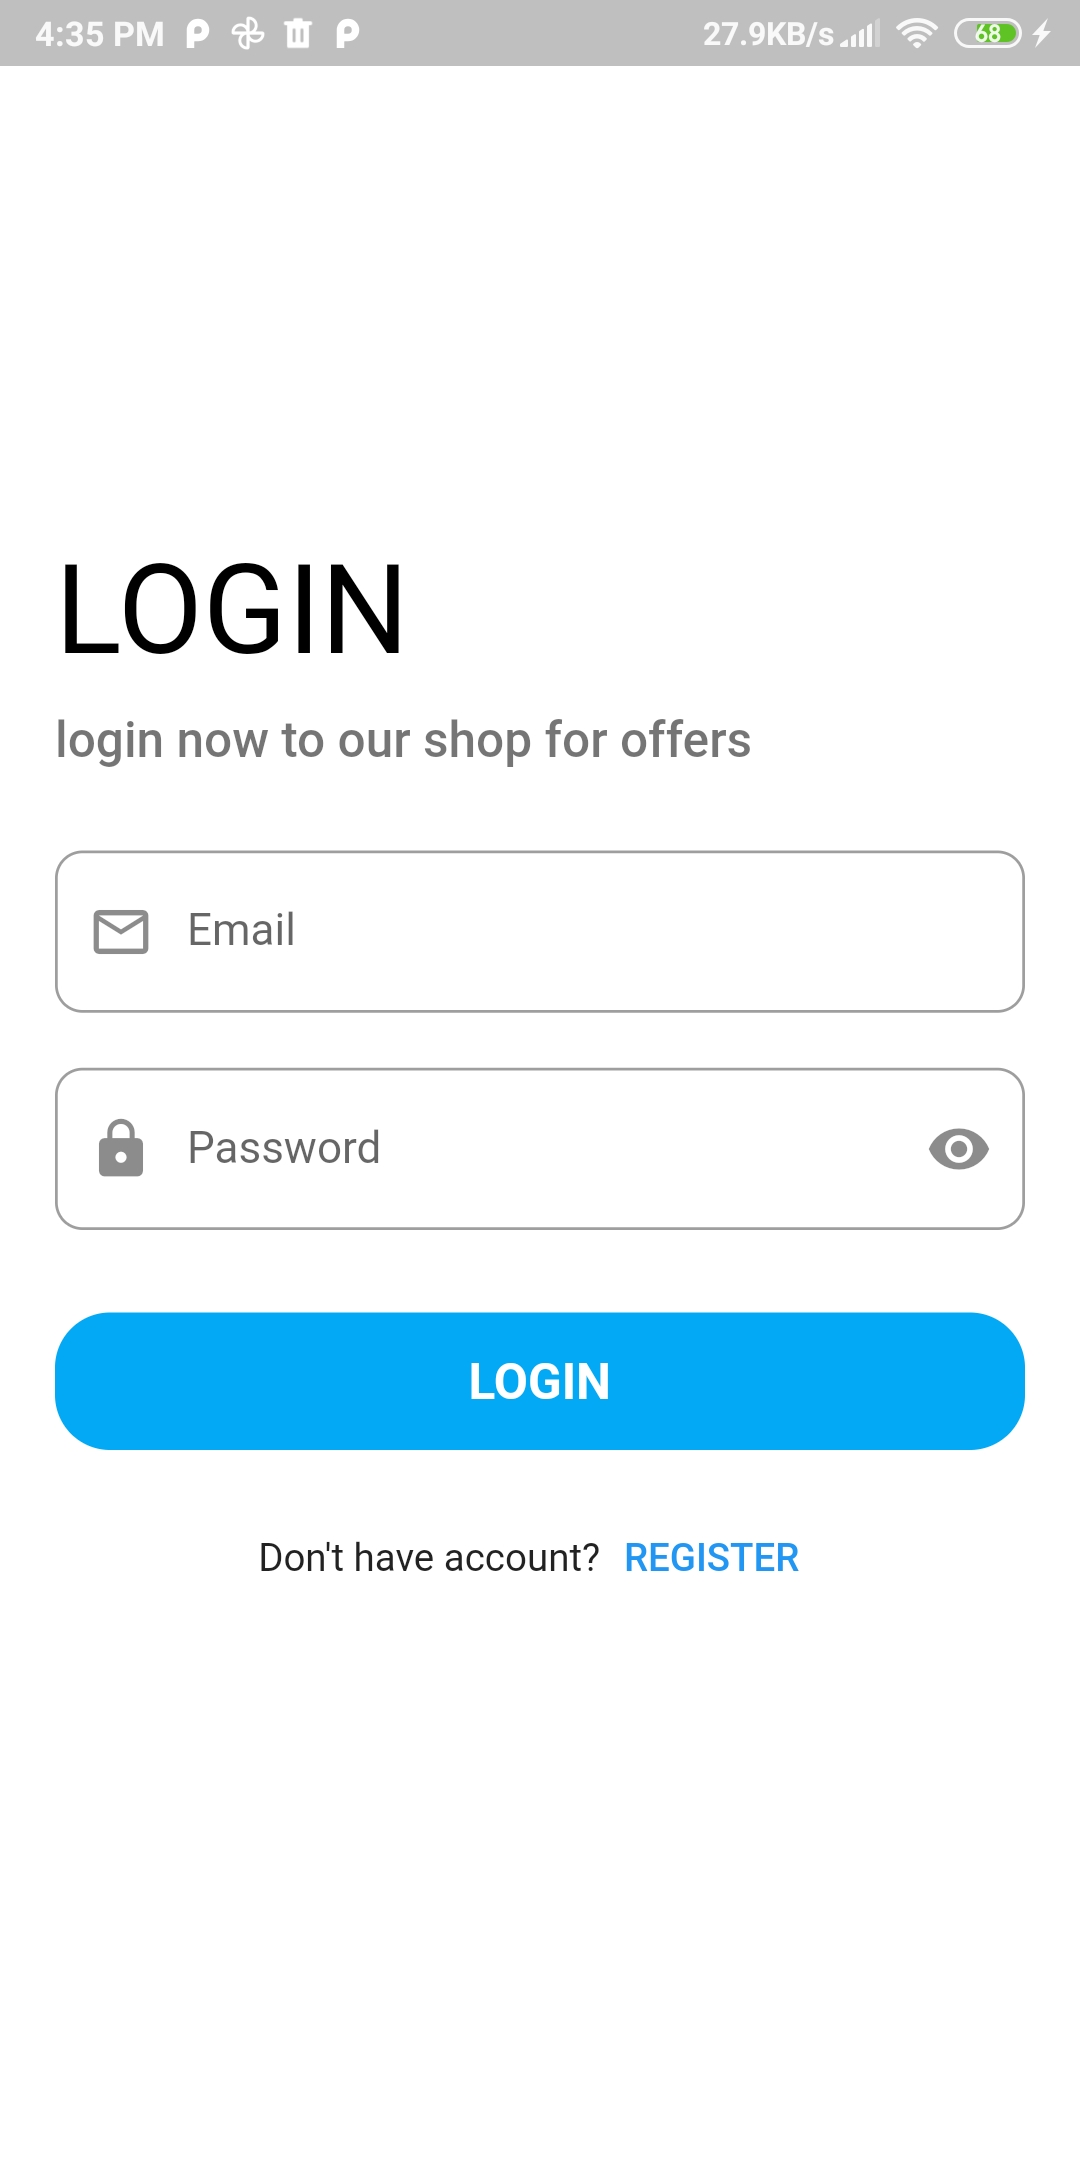 4:35 PM 27.9KB/s 68
LOGIN
login now to our shop for offers
Email
Password
LOGIN
Don't have account? REGISTER